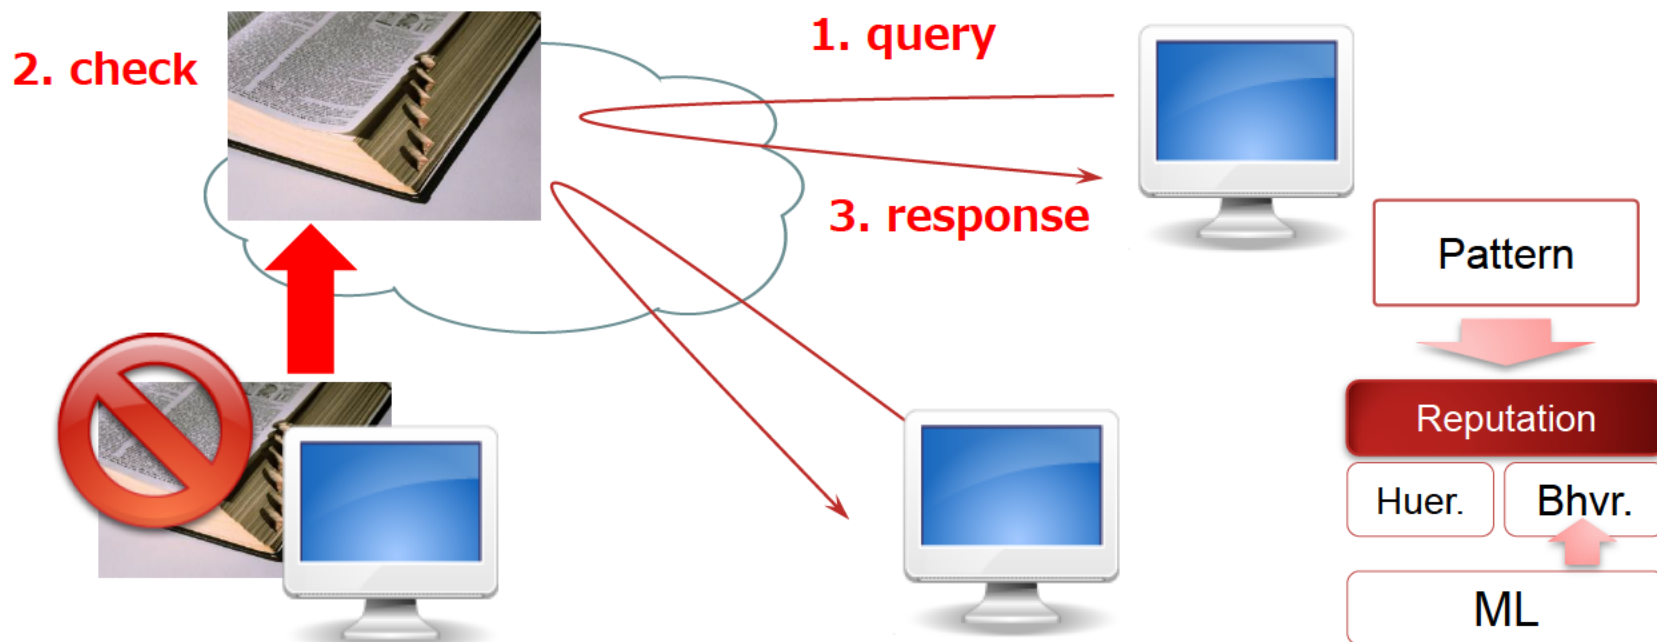 2. check
1. query
3. response
Pattern
Reputation
Huer.
Bhvr.
ML